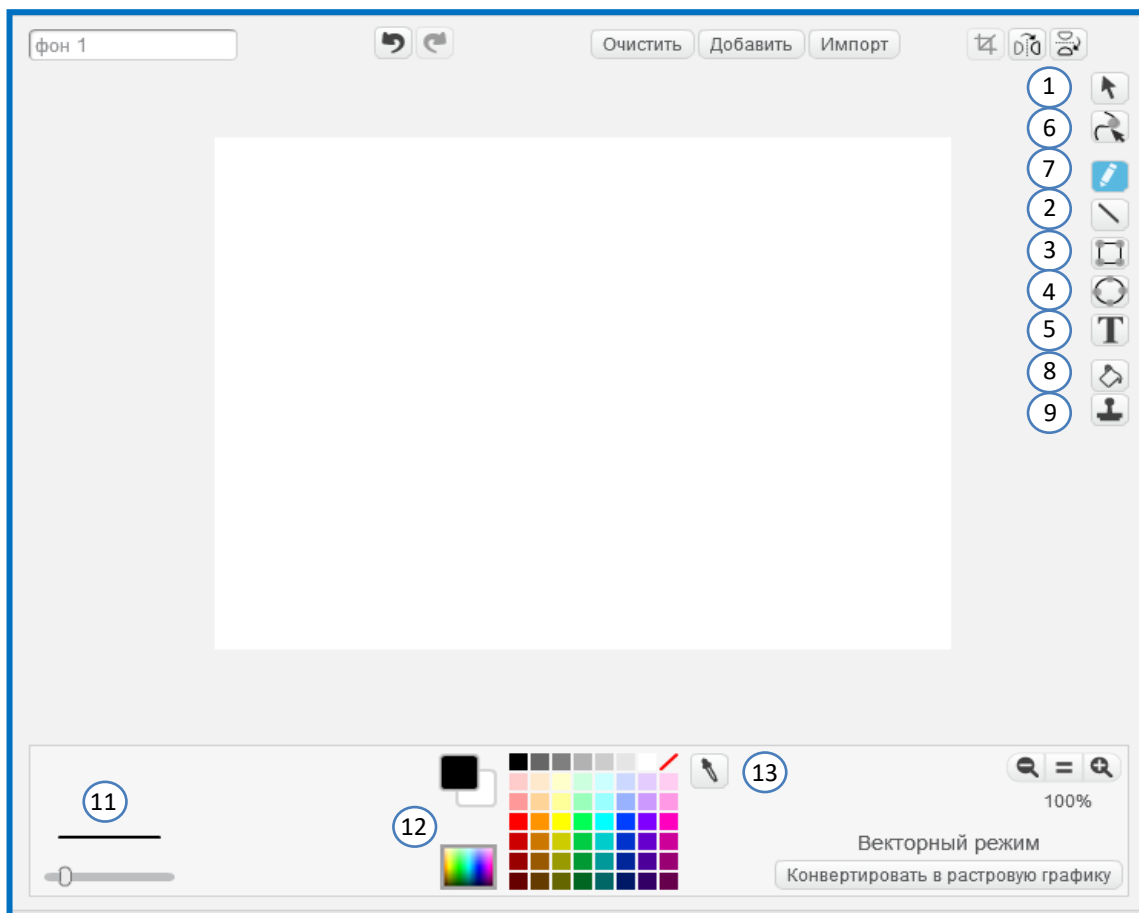 фон 1
Очистить Добавить Импорт
1
6
7
2
3
4
5
T
8
9
11
12
13
100%
Векторный режим
Конвертировать в растровую графику